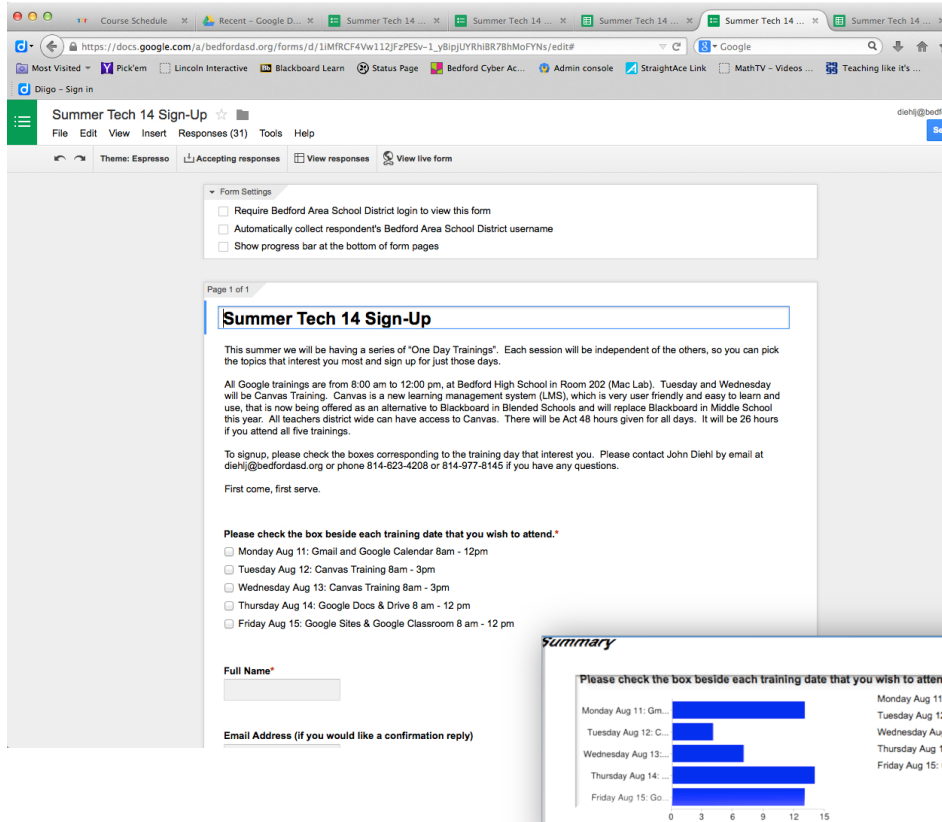 Course Schedule
Recent - Google D...
Summer Tech 14 ...
Summer Tech 14 ...
Summer Tech 14 ...
Summer Tech 14 ...
Summer Tech 14 ...
https://docs.google.com/a/bedfordasd.org/forms/d/1iMfRCF4Vw112JFzPESv-1_yBipjUYRhiBR7BhMoFYNs/edit#
Google
Most Visited
Pick'em
Lincoln Interactive
Blackboard Learn
Status Page
Bedford Cyber Ac...
Admin console
StraightAce Link
MathTV - Videos ...
Teaching like it's ...
Diigo - Sign in
Summer Tech 14 Sign-Up
diehlj@bedf
File Edit View Insert Responses (31) Tools Help
Theme: Espresso
Accepting responses
View responses
View live form
Form Settings
Require Bedford Area School District login to view this form
Automatically collect respondent's Bedford Area School District username
Show progress bar at the bottom of form pages
Page 1 of 1
Summer Tech 14 Sign-Up
This summer we will be having a series of "One Day Trainings". Each session will be independent of the others, so you can pick
the topics that interest you most and sign up for just those days.
All Google trainings are from 8:00 am to 12:00 pm, at Bedford High School in Room 202 (Mac Lab). Tuesday and Wednesday
will be Canvas Training. Canvas is a new learning management system (LMS), which is very user friendly and easy to learn and
use, that is now being offered as an alternative to Blackboard in Blended Schools and will replace Blackboard in Middle School
this year. All teachers district wide can have access to Canvas. There will be Act 48 hours given for all days. It will be 26 hours
if you attend all five trainings.
To signup, please check the boxes corresponding to the training day that interest you. Please contact John Diehl by email at
diehlj@bedfordasd.org or phone 814-623-4208 or 814-977-8145 if you have any questions.
First come, first serve.
Please check the box beside each training date that you wish to attend.*
Monday Aug 11: Gmail and Google Calendar 8am - 12pm
Tuesday Aug 12: Canvas Training 8am - 3pm
Wednesday Aug 13: Canvas Training 8am - 3pm
Thursday Aug 14: Google Docs & Drive 8 am - 12 pm
Friday Aug 15: Google Sites & Google Classroom 8 am - 12 pm
Full Name*
Email Address (if you would like a confirmation reply)
Summary
Please check the box beside each training date that you wish to atten
Monday Aug 11: Gm...
Tuesday Aug 12: C...
Wednesday Aug 13:...
Thursday Aug 14: ...
Friday Aug 15: Go...
0 3 6 9 12 15
Monday Aug 11
Tuesday Aug 12
Wednesday Aug
Thursday Aug 1
Friday Aug 15: